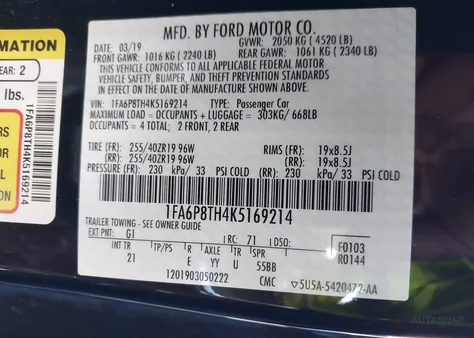 MFD. BY FORD MOTOR CO.
DATE: 03/19 GVWR: 2050 KG (4520 LB)
FRONT GAWR: 1016 KG (2240 LB) REAR GAWR: 1061 KG (2340 LB)
THIS VEHICLE CONFORMS TO ALL APPLICABLE FEDERAL MOTOR
VEHICLE SAFETY, BUMPER, AND THEFT PREVENTION STANDARDS
IN EFFECT ON THE DATE OF MANUFACTURE SHOWN ABOVE.
VIN: 1FA6P8TH4K5169214 TYPE: Passenger Car
MAXIMUM LOAD = OCCUPANTS + LUGGAGE = 303KG/ 668LB
OCCUPANTS = 4 TOTAL; 2 FRONT, 2 REAR
TIRE (FR): 255/40ZR19 96W RIMS (FR): 19x8.5J
(RR): 255/40ZR19 96W (RR): 19x8.5J
PRESSURE (FR): 230 kPa/ 33 PSI COLD (RR): 230 kPa/ 33 PSI COLD
1FA6P8TH4K5169214
TRAILER TOWING - SEE OWNER GUIDE
EXT PNT: G1 RC: 71 DSO: F0103
INT TR TP/PS R AXLE TR SPR R0144
21 E YY U 55BB
1201903050222 CMC 5U5A-5420472-AA
MATION
EAR: 2
lbs.
1FA6P8TH4K5169214
RS
OR
AUTASNAP